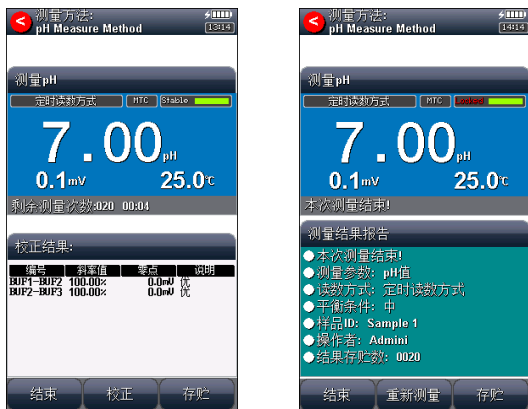 测量方法:
pH Measure Method
13:14
测量pH
定时读数方式 MTC Stable
7.00pH
0.1mV 25.0℃
剩余测量次数:020 00:04
校正结果:
编号 斜率值 零点 说明
BUF1-BUF2 100.00% 0.0mV 优
BUF2-BUF3 100.00% 0.0mV 优
结束 校正 存贮
测量方法:
pH Measure Method
14:14
测量pH
定时读数方式 MTC Locked
7.00pH
0.1mV 25.0℃
本次测量结束!
测量结果报告
本次测量结束!
测量参数: pH值
读数方式: 定时读数方式
平衡条件: 中
样品ID: Sample 1
操作者: Admini
结果存贮数: 0020
结束 重新测量 存贮